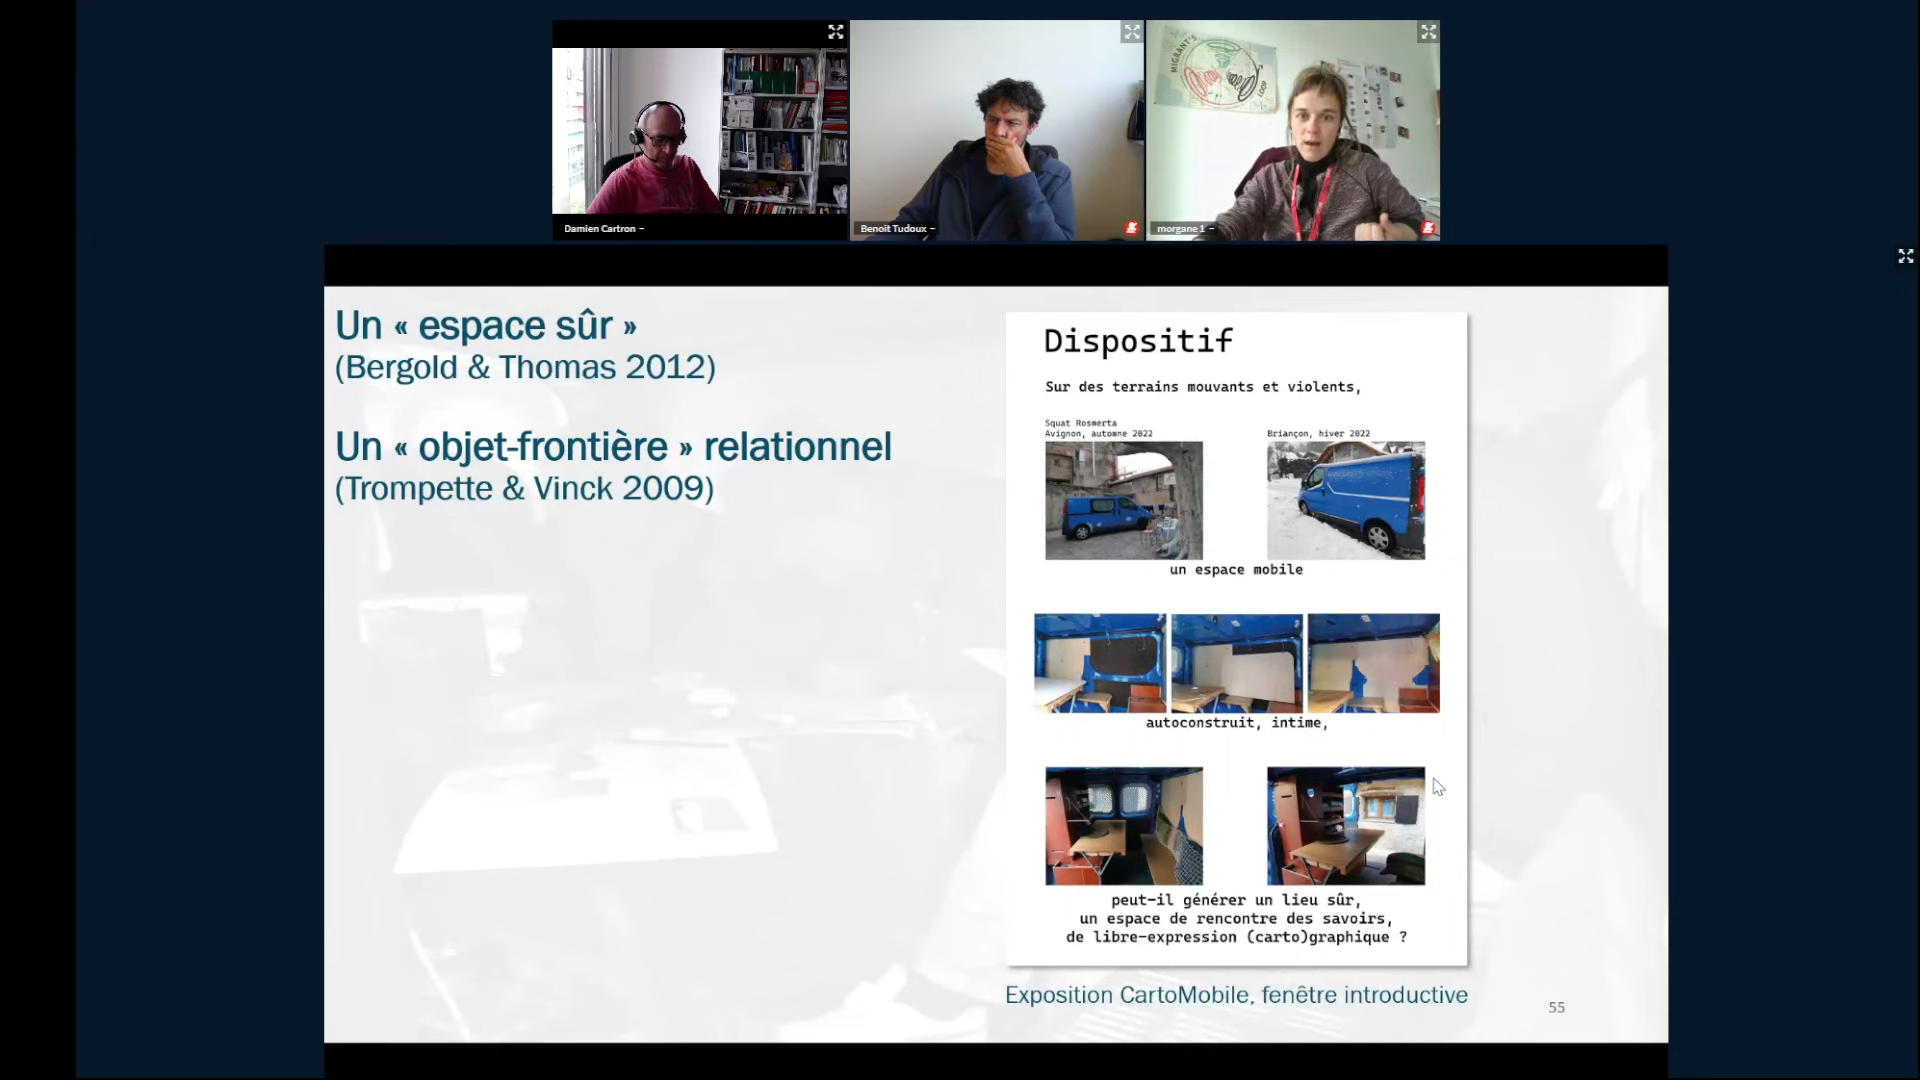 MIGRANT'S
LOOP
Damien Cartron –
Benoit Tudoux –
morgane 1 –
Un « espace sûr »
(Bergold & Thomas 2012)
Un « objet-frontière » relationnel
(Trompette & Vinck 2009)
Dispositif
Sur des terrains mouvants et violents,
Squat Rosmerta
Avignon, automne 2022
Briançon, hiver 2022
un espace mobile
autoconstruit, intime,
peut-il générer un lieu sûr,
un espace de rencontre des savoirs,
de libre-expression (carto)graphique ?
Exposition CartoMobile, fenêtre introductive
55